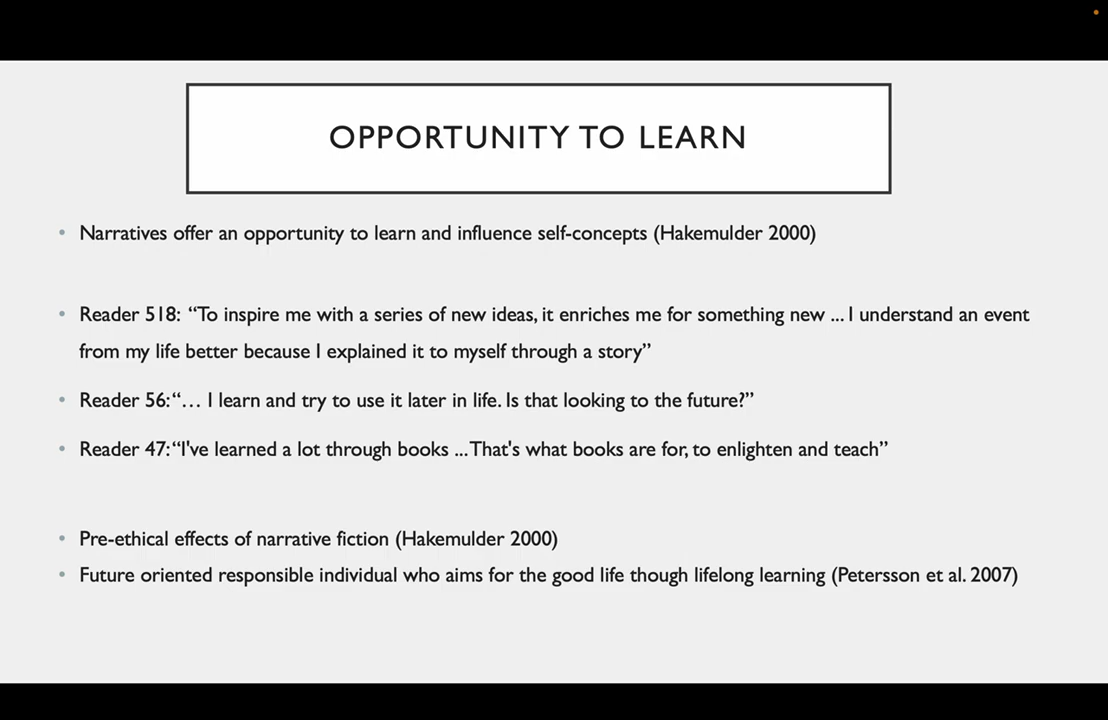 OPPORTUNITY TO LEARN
• Narratives offer an opportunity to learn and influence self-concepts (Hakemulder 2000)
• Reader 518: “To inspire me with a series of new ideas, it enriches me for something new ... I understand an event
from my life better because I explained it to myself through a story”
• Reader 56:“… I learn and try to use it later in life. Is that looking to the future?”
• Reader 47:“I've learned a lot through books ... That's what books are for, to enlighten and teach”
• Pre-ethical effects of narrative fiction (Hakemulder 2000)
• Future oriented responsible individual who aims for the good life though lifelong learning (Petersson et al. 2007)